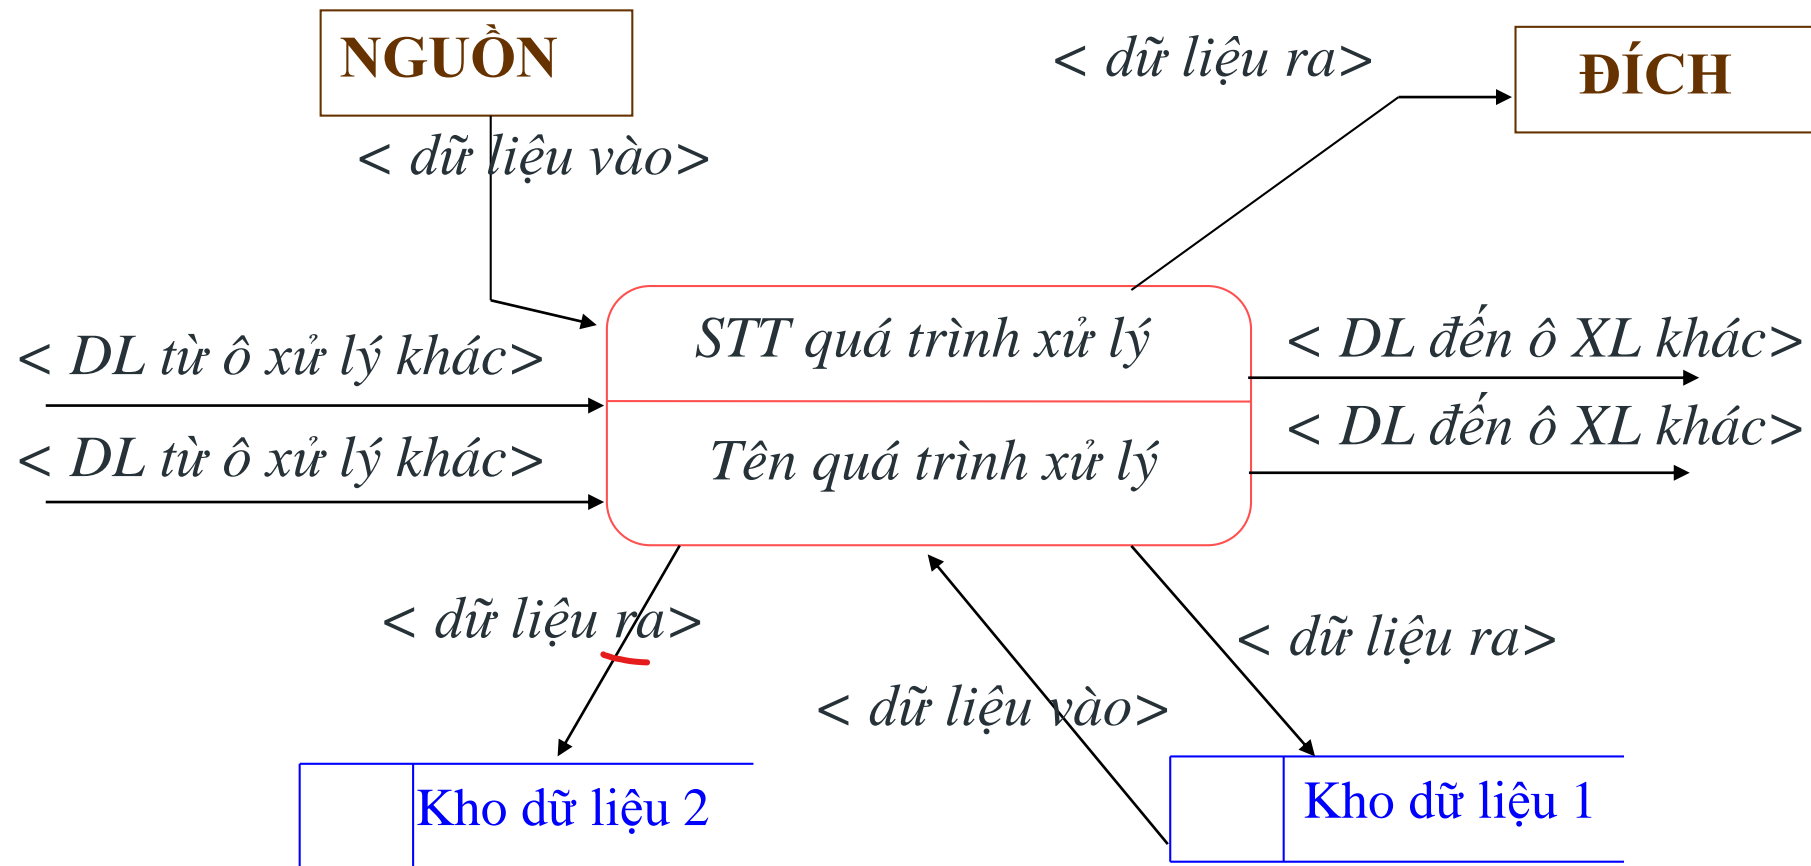 NGUỒN
< dữ liệu ra>
ĐÍCH
< dữ liệu vào>
STT quá trình xử lý
< DL từ ô xử lý khác>
< DL đến ô XL khác>
< DL từ ô xử lý khác>
Tên quá trình xử lý
< DL đến ô XL khác>
< dữ liệu ra>
< dữ liệu ra>
< dữ liệu vào>
Kho dữ liệu 2
Kho dữ liệu 1